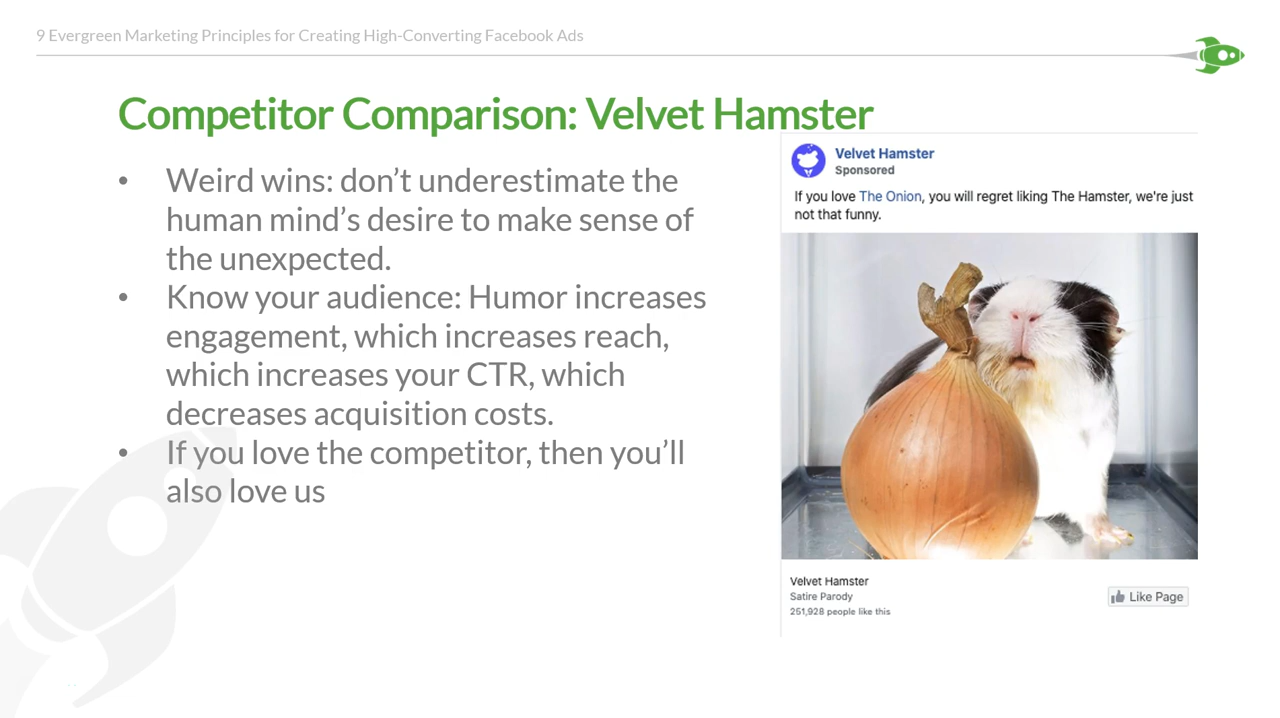 9 Evergreen Marketing Principles for Creating High-Converting Facebook Ads
Competitor Comparison: Velvet Hamster
• Weird wins: don’t underestimate the
human mind’s desire to make sense of
the unexpected.
• Know your audience: Humor increases
engagement, which increases reach,
which increases your CTR, which
decreases acquisition costs.
• If you love the competitor, then you’ll
also love us
Velvet Hamster
Sponsored
If you love The Onion, you will regret liking The Hamster, we're just
not that funny.
Velvet Hamster
Satire Parody
251,928 people like this
Like Page